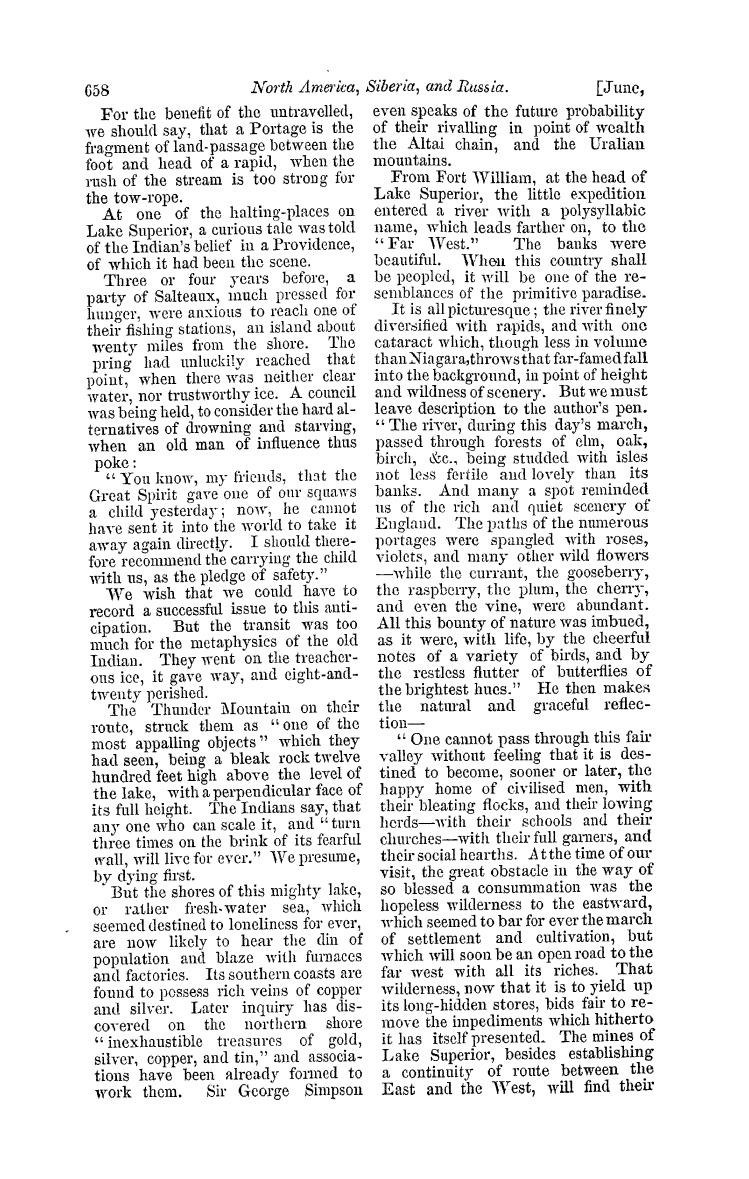 658 North America, Siberia, and Russia. [June,
For the benefit of the untravelled,
we should say, that a Portage is the
fragment of land-passage between the
foot and head of a rapid, when the
rush of the stream is too strong for
the tow-rope.
At one of the halting-places on
Lake Superior, a curious tale was told
of the Indian's belief in a Providence,
of which it had been the scene.
Three or four years before, a
party of Salteaux, much pressed for
hunger, were anxious to reach one of
their fishing stations, an island about
wenty miles from the shore. The
pring had unluckily reached that
point, when there was neither clear
water, nor trustworthy ice. A council
was being held, to consider the hard al-
ternatives of drowning and starving,
when an old man of influence thus
poke:
"You know, my friends, that the
Great Spirit gave one of our squaws
a child yesterday; now, he cannot
have sent it into the world to take it
away again directly. I should there-
fore recommend the carrying the child
with us, as the pledge of safety."
We wish that we could have to
record a successful issue to this anti-
cipation. But the transit was too
much for the metaphysics of the old
Indian. They went on the treacher-
ous ice, it gave way, and eight-and-
twenty perished.
The Thunder Mountain on their
route, struck them as "one of the
most appalling objects" which they
had seen, being a bleak rock twelve
hundred feet high above the level of
the lake, with a perpendicular face of
its full height. The Indians say, that
any one who can scale it, and "turn
three times on the brink of its fearful
wall, will live for ever." We presume,
by dying first.
But the shores of this mighty lake,
or rather fresh-water sea, which
seemed destined to loneliness for ever,
are now likely to hear the din of
population and blaze with furnaces
and factories. Its southern coasts are
found to possess rich veins of copper
and silver. Later inquiry has dis-
covered on the northern shore
"inexhaustible treasures of gold,
silver, copper, and tin," and associa-
tions have been already formed to
work them. Sir George Simpson
even speaks of the future probability
of their rivalling in point of wealth
the Altai chain, and the Uralian
mountains.
From Fort William, at the head of
Lake Superior, the little expedition
entered a river with a polysyllabic
name, which leads farther on, to the
"Far West." The banks were
beautiful. When this country shall
be peopled, it will be one of the re-
semblances of the primitive paradise.
It is all picturesque; the river finely
diversified with rapids, and with one
cataract which, though less in volume
than Niagara, throws that far-famed fall
into the background, in point of height
and wildness of scenery. But we must
leave description to the author's pen.
"The river, during this day's march,
passed through forests of elm, oak,
birch, &c., being studded with isles
not less fertile and lovely than its
banks. And many a spot reminded
us of the rich and quiet scenery of
England. The paths of the numerous
portages were spangled with roses,
violets, and many other wild flowers
—while the currant, the gooseberry,
the raspberry, the plum, the cherry,
and even the vine, were abundant.
All this bounty of nature was imbued,
as it were, with life, by the cheerful
notes of a variety of birds, and by
the restless flutter of butterflies of
the brightest hues." He then makes
the natural and graceful reflec-
tion—
"One cannot pass through this fair
valley without feeling that it is des-
tined to become, sooner or later, the
happy home of civilised men, with
their bleating flocks, and their lowing
herds—with their schools and their
churches—with their full garners, and
their social hearths. At the time of our
visit, the great obstacle in the way of
so blessed a consummation was the
hopeless wilderness to the eastward,
which seemed to bar for ever the march
of settlement and cultivation, but
which will soon be an open road to the
far west with all its riches. That
wilderness, now that it is to yield up
its long-hidden stores, bids fair to re-
move the impediments which hitherto
it has itself presented. The mines of
Lake Superior, besides establishing
a continuity of route between the
East and the West, will find their